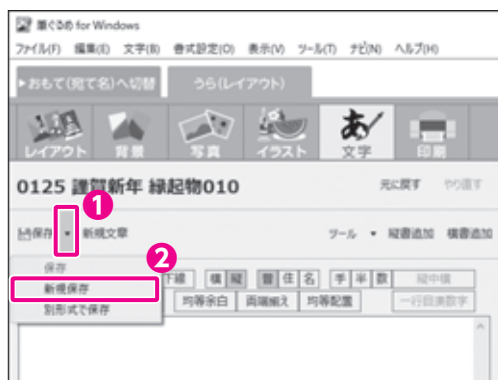 筆ぐるめ for Windows
ファイル(F) 編集(E) 文字(B) 書式設定(O) 表示(V) ツール(T) ナビ(N) ヘルプ(H)
▸おもて(宛て名)へ切替 うら(レイアウト)
レイアウト 背景 写真 イラスト あ 文字 印刷
0125 謹賀新年 縁起物010 元に戻す やり直す
1
保存 ▾ 新規文章 ツール ▾ 縦書追加 横書追加
2
保存
下線 横 縦 普 住 名 手 半 数 縦中横
新規保存
均等余白 両端揃え 均等配置 一行目漢数字
別形式で保存